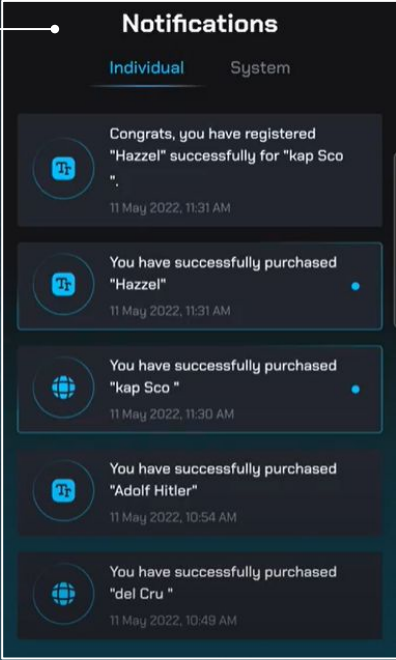 Notifications
Individual System
Congrats, you have registered
"Hazzel" successfully for "kap Sco
".
11 May 2022, 11:31 AM
You have successfully purchased
"Hazzel"
11 May 2022, 11:31 AM
You have successfully purchased
"kap Sco "
11 May 2022, 11:30 AM
You have successfully purchased
"Adolf Hitler"
11 May 2022, 10:54 AM
You have successfully purchased
"del Cru "
11 May 2022, 10:49 AM